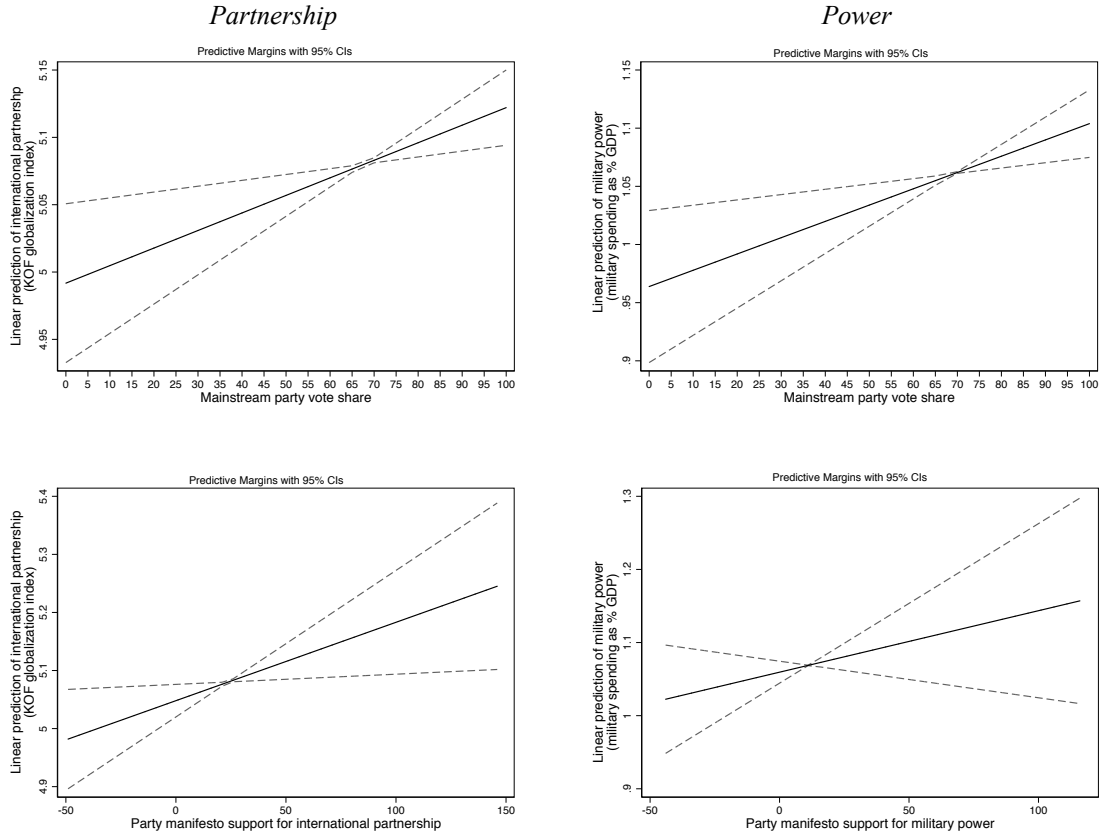 Partnership
Power
Predictive Margins with 95% CIs
Linear prediction of international partnershp
(KOF globalization index)
5.15
5.1
5.05
5
4.95
0 5 10 15 20 25 30 35 40 45 50 55 60 65 70 75 80 85 90 95 100
Mainstream party vote share
Predictive Margins with 95% CIs
Linear prediction of military power
(military spending as % GDP)
1.15
1.1
1.05
1
.95
.9
0 5 10 15 20 25 30 35 40 45 50 55 60 65 70 75 80 85 90 95 100
Mainstream party vote share
Predictive Margins with 95% CIs
Linear prediction of international partnership
(KOF globalization index)
5.4
5.3
5.2
5.1
5
4.9
-50 0 50 100 150
Party manifesto support for international partnership
Predictive Margins with 95% CIs
Linear prediction of military power
(military spending as % GDP)
1.3
1.2
1.1
1
.9
-50 0 50 100
Party manifesto support for military power